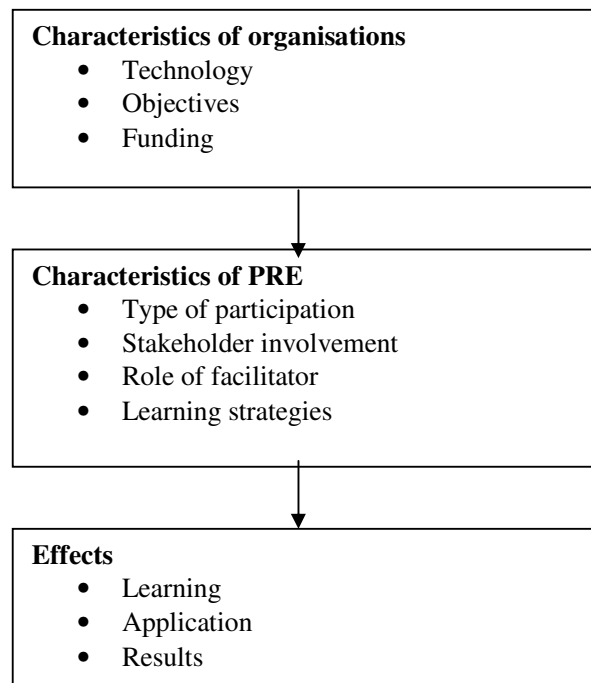 Characteristics of organisations
• Technology
• Objectives
• Funding
Characteristics of PRE
• Type of participation
• Stakeholder involvement
• Role of facilitator
• Learning strategies
Effects
• Learning
• Application
• Results